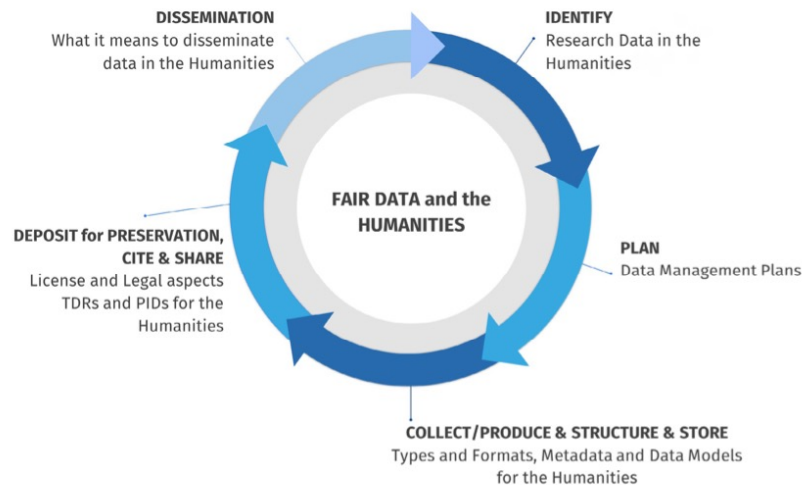 DISSEMINATION
What it means to disseminate
data in the Humanities
IDENTIFY
Research Data in the
Humanities
FAIR DATA and the
HUMANITIES
PLAN
Data Management Plans
DEPOSIT for PRESERVATION,
CITE & SHARE
License and Legal aspects
TDRs and PIDs for the
Humanities
COLLECT/PRODUCE & STRUCTURE & STORE
Types and Formats, Metadata and Data Models
for the Humanities